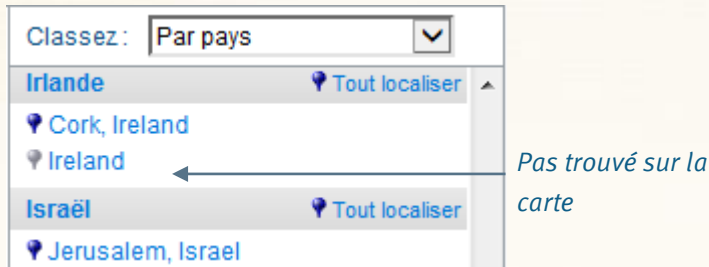 Classez : Par pays
Irlande Tout localiser
Cork, Ireland
Ireland
Pas trouvé sur la
carte
Israël Tout localiser
Jerusalem, Israel